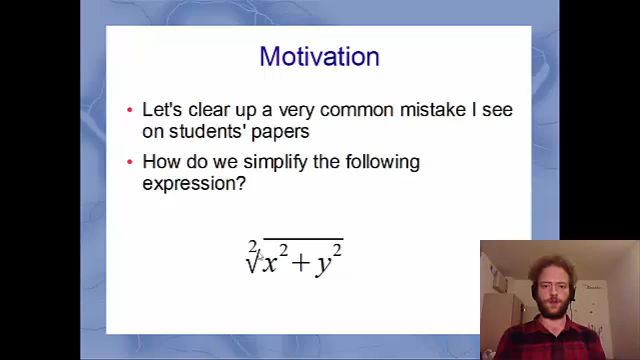 Motivation
• Let's clear up a very common mistake I see
on students' papers
• How do we simplify the following
expression?
²√x² + y²